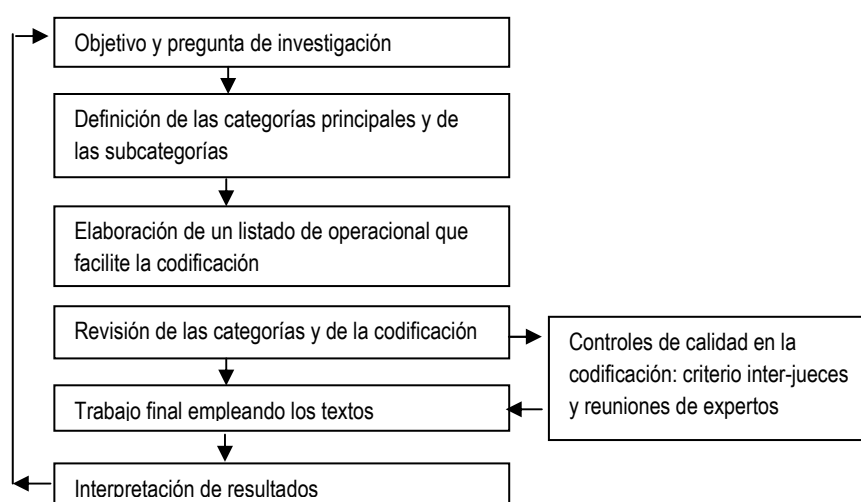 Objetivo y pregunta de investigación
Definición de las categorías principales y de
las subcategorías
Elaboración de un listado de operacional que
facilite la codificación
Revisión de las categorías y de la codificación
Controles de calidad en la
codificación: criterio inter-jueces
y reuniones de expertos
Trabajo final empleando los textos
Interpretación de resultados